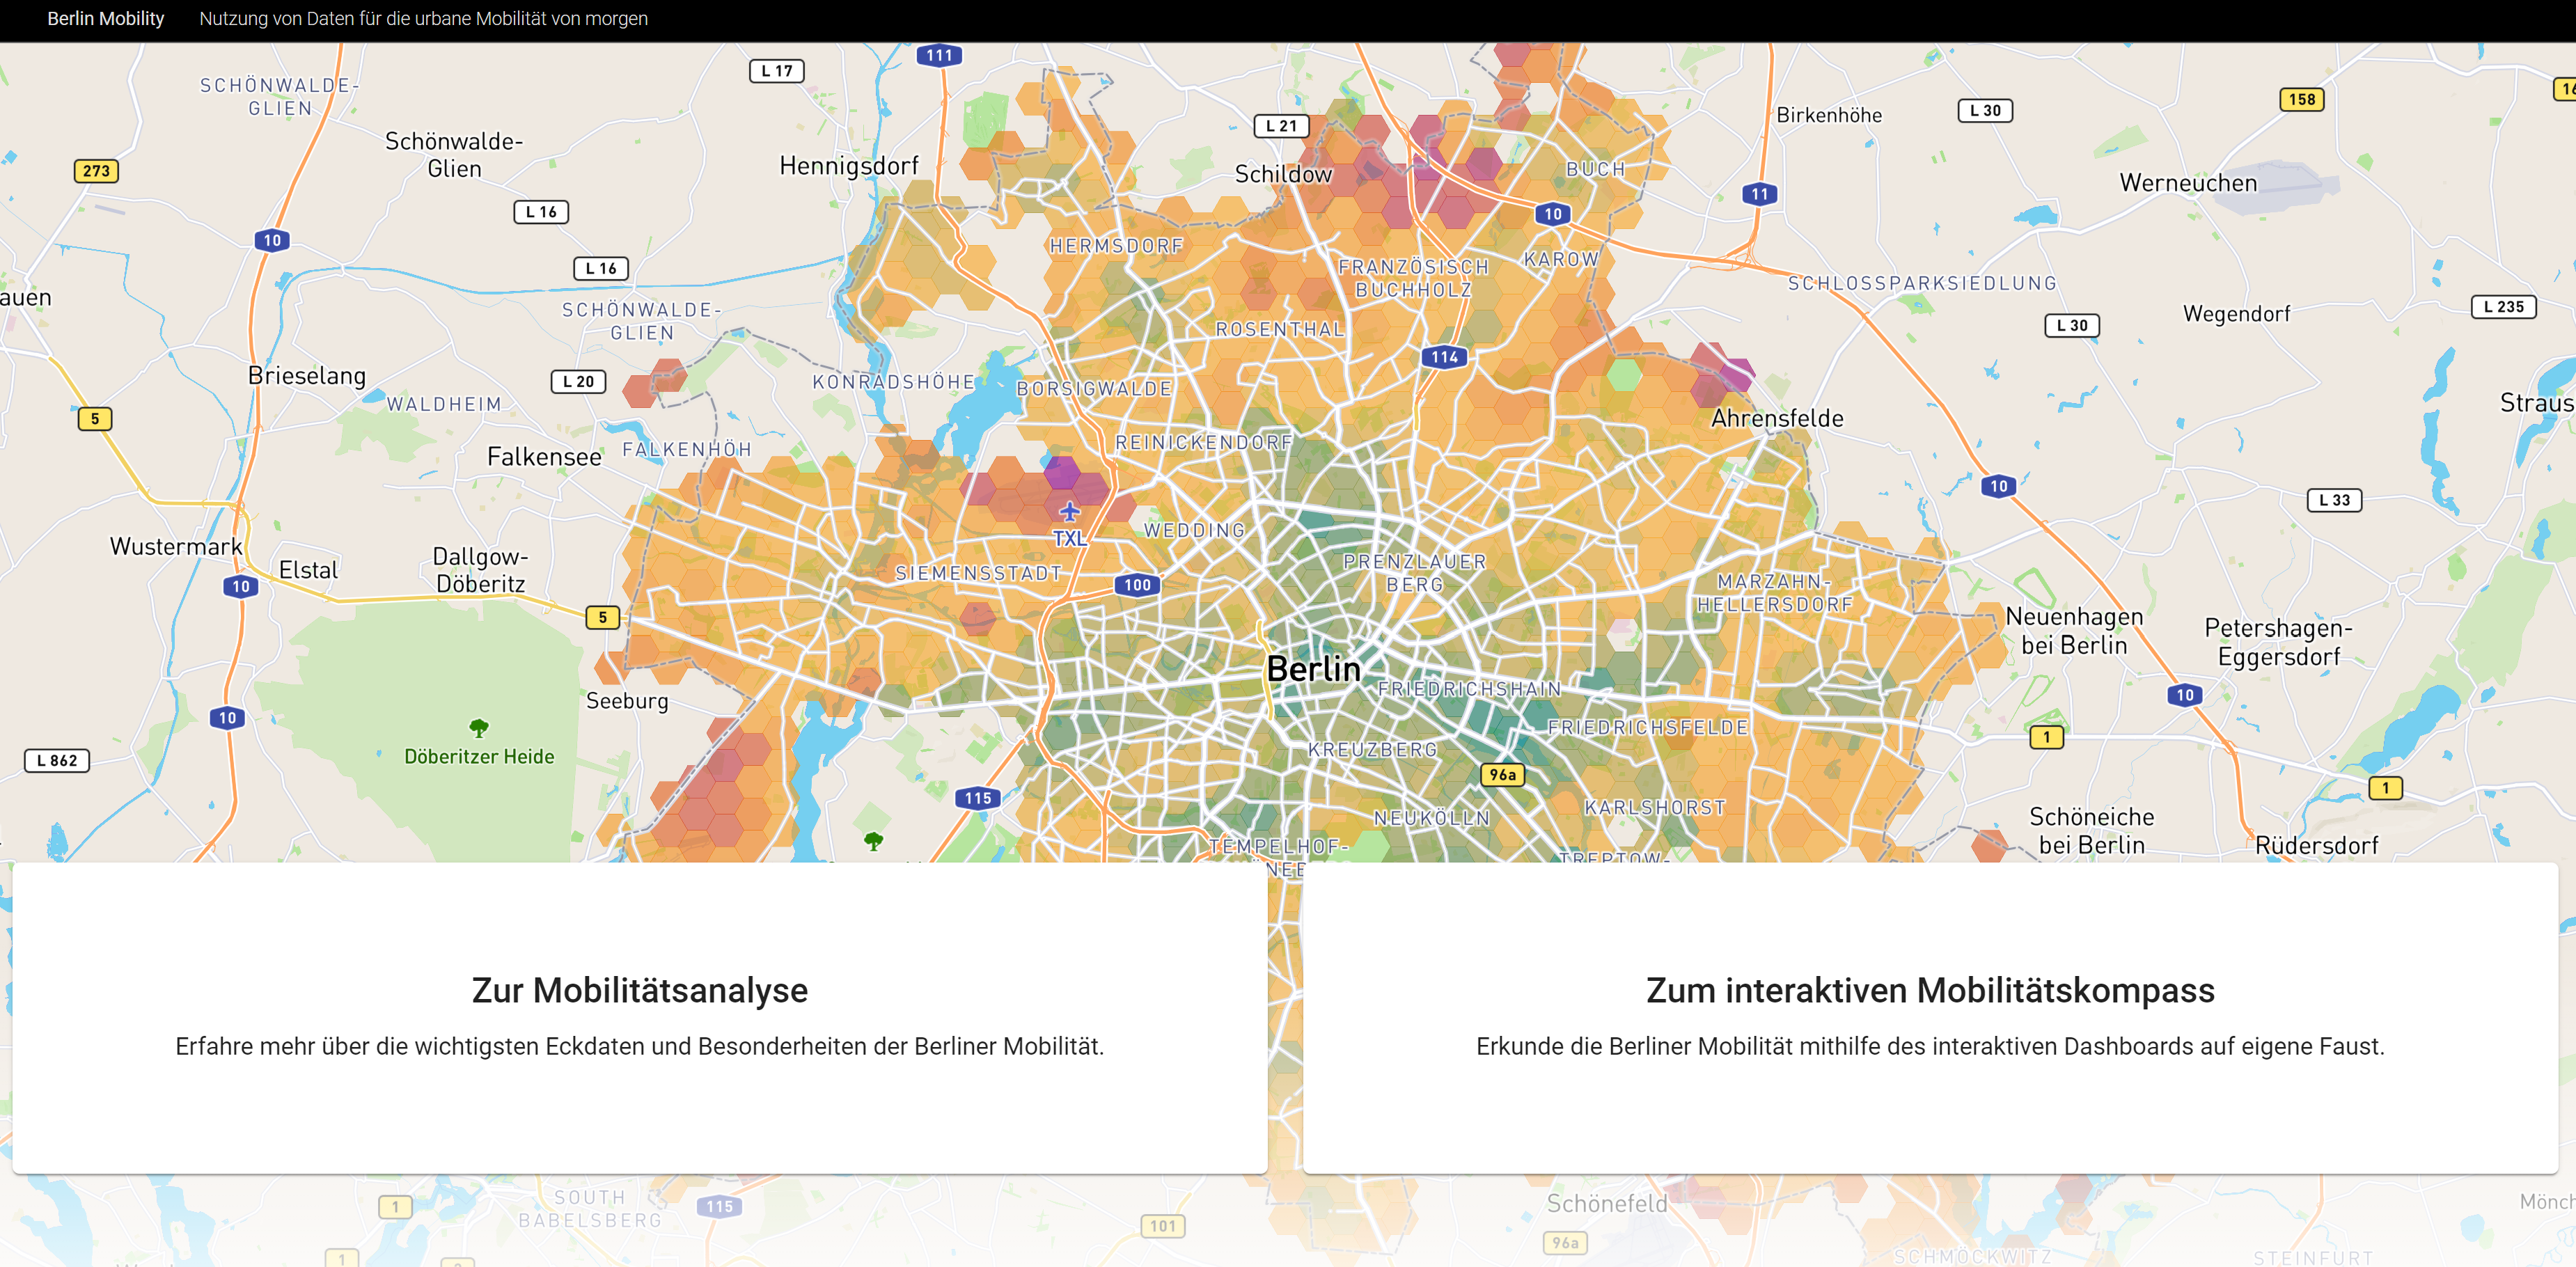 Berlin Mobility Nutzung von Daten für die urbane Mobilität von morgen
111
L 17
SCHÖNWALDE-
GLIEN
158
L 30
Birkenhöhe
L 21
Schönwalde-
Glien
273
Hennigsdorf
Schildow
BUCH
Werneuchen
11
L 16
10
10
HERMSDORF
KAROW
L 16
FRANZÖSISCH
BUCHHOLZ
SCHLOSSPARKSIEDLUNG
auen
SCHÖNWALDE-
GLIEN
L 235
Wegendorf
L 30
ROSENTHAL
114
Brieselang
L 20
KONRADSHÖHE
BORSIGWALDE
WALDHEIM
Straus
5
Ahrensfelde
REINICKENDORF
Falkensee
FALKENHÖH
10
L 33
TXL
WEDDING
Wustermark
Elstal
Dallgow-
Döberitz
SIEMENSSTADT
PRENZLAUER
BERG
10
100
MARZAHN-
HELLERSDORF
5
Neuenhagen
bei Berlin
Petershagen-
Eggersdorf
Berlin
Seeburg
FRIEDRICHSHAIN
10
10
FRIEDRICHSFELDE
1
Döberitzer Heide
KREUZBERG
L 862
96a
1
115
KARLSHORST
NEUKÖLLN
Schöneiche
bei Berlin
Rüdersdorf
TEMPELHOF-
TREPTOW-
Zur Mobilitätsanalyse
Erfahre mehr über die wichtigsten Eckdaten und Besonderheiten der Berliner Mobilität.
Zum interaktiven Mobilitätskompass
Erkunde die Berliner Mobilität mithilfe des interaktiven Dashboards auf eigene Faust.
SOUTH
BABELSBERG
1
115
101
Schönefeld
96a
Mönch
1
SCHMÖCKWITZ
STEINFURT